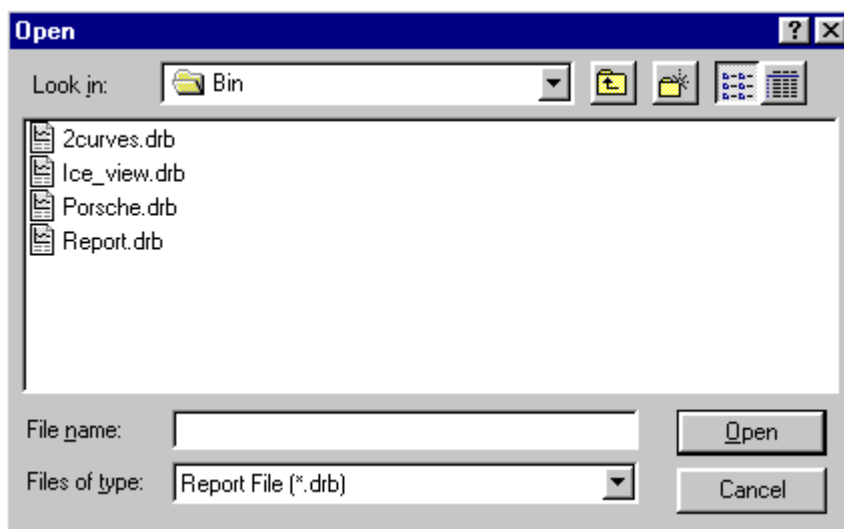 Open
Look in: Bin
2curves.drb
Ice_view.drb
Porsche.drb
Report.drb
File name: Open
Files of type: Report File (*.drb) Cancel